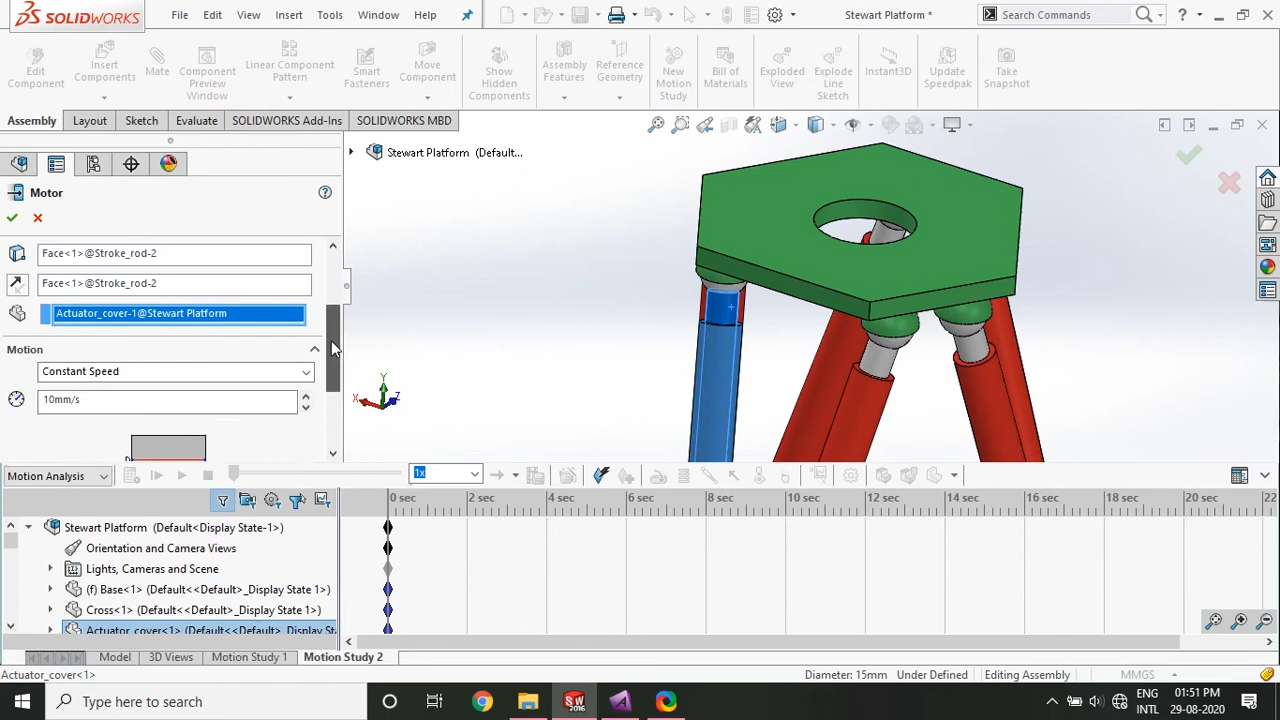 SOLIDWORKS File Edit View Insert Tools Window Help Stewart Platform * Search Commands ?
Edit Component
Insert Components
Mate
Component Preview Window
Linear Component Pattern
Smart Fasteners
Move Component
Show Hidden Components
Assembly Features
Reference Geometry
New Motion Study
Bill of Materials
Exploded View
Explode Line Sketch
Instant3D
Update Speedpak
Take Snapshot
Assembly Layout Sketch Evaluate SOLIDWORKS Add-Ins SOLIDWORKS MBD
Stewart Platform (Default...
Motor ?
Face<1>@Stroke_rod-2
Face<1>@Stroke_rod-2
Actuator_cover-1@Stewart Platform
Motion
Constant Speed
10mm/s
Y
X Z
Motion Analysis 1x
0 sec 2 sec 4 sec 6 sec 8 sec 10 sec 12 sec 14 sec 16 sec 18 sec 20 sec 22
Stewart Platform (Default<Display State-1>)
Orientation and Camera Views
Lights, Cameras and Scene
(f) Base<1> (Default<<Default>_Display State 1>)
Cross<1> (Default<<Default>_Display State 1>)
Actuator_cover<1> (Default<<Default>_Display St
Model 3D Views Motion Study 1 Motion Study 2
Actuator_cover<1> Diameter: 15mm Under Defined Editing Assembly MMGS
Type here to search SW 2016 ENG INTL 01:51 PM 29-08-2020